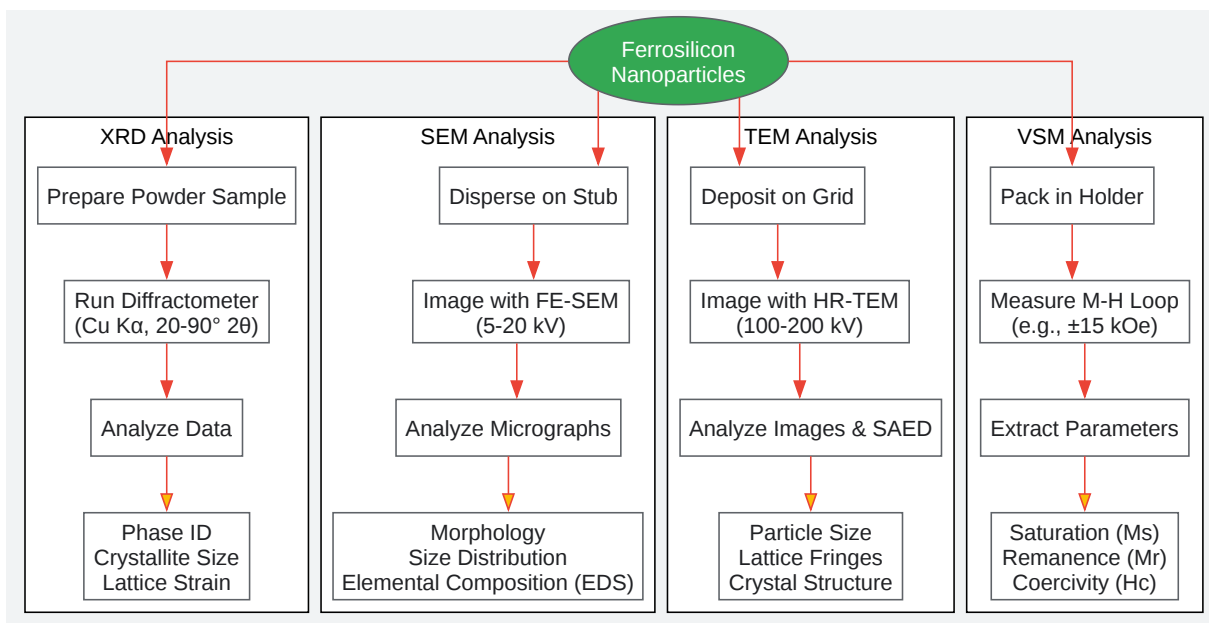 Ferrosilicon
Nanoparticles
XRD Analysis
Prepare Powder Sample
Run Diffractometer
(Cu Kα, 20-90° 2θ)
Analyze Data
Phase ID
Crystallite Size
Lattice Strain
SEM Analysis
Disperse on Stub
Image with FE-SEM
(5-20 kV)
Analyze Micrographs
Morphology
Size Distribution
Elemental Composition (EDS)
TEM Analysis
Deposit on Grid
Image with HR-TEM
(100-200 kV)
Analyze Images & SAED
Particle Size
Lattice Fringes
Crystal Structure
VSM Analysis
Pack in Holder
Measure M-H Loop
(e.g., ±15 kOe)
Extract Parameters
Saturation (Ms)
Remanence (Mr)
Coercivity (Hc)